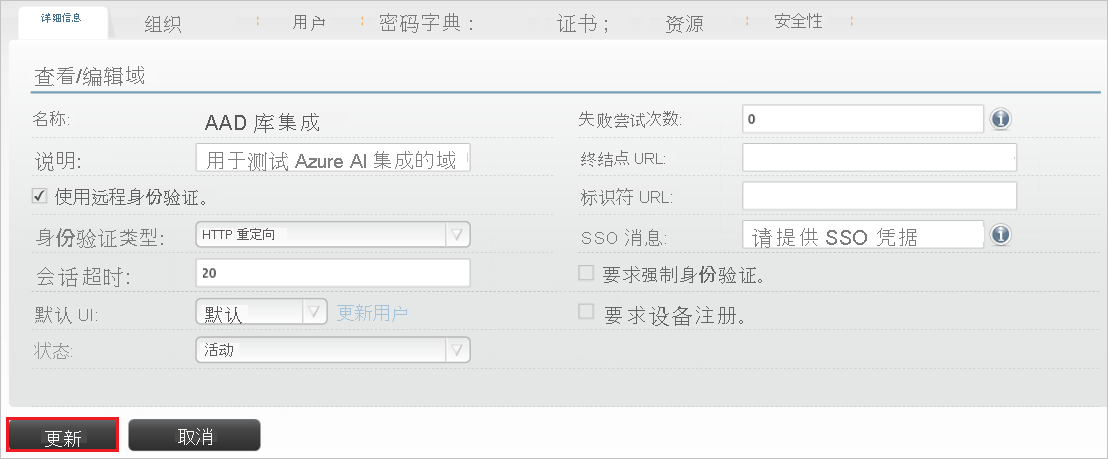 详细信息 组织 用户 密码字典： 证书； 资源 安全性
查看/编辑域
名称: AAD 库集成
失败尝试次数: 0
说明: 用于测试 Azure AI 集成的域
终结点 URL:
使用远程身份验证。
标识符 URL:
身份验证类型: HTTP 重定向
SSO 消息: 请提供 SSO 凭据
会话超时: 20
要求强制身份验证。
默认 UI: 默认 更新用户
要求设备注册。
状态: 活动
更新 取消